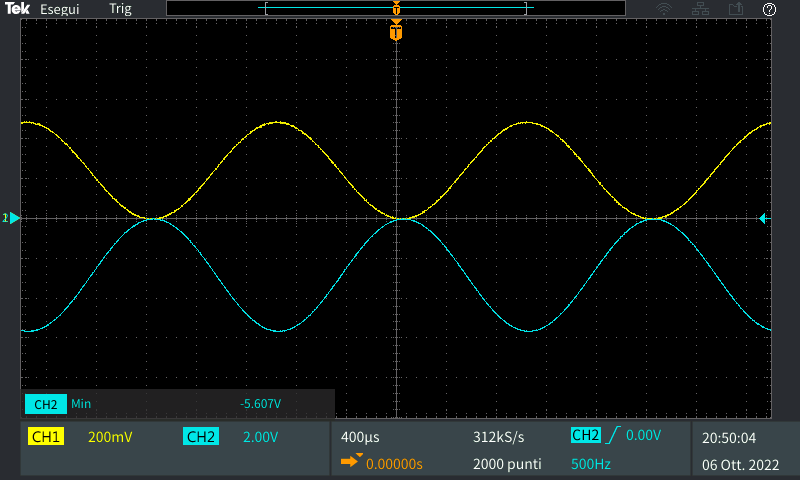 Tek Esegui Trig
T
T
2
CH2 Min -5.607V
CH1 200mV CH2 2.00V
400µs 312kS/s CH2 0.00V
0.00000s 2000 punti 500Hz
20:50:04
06 Ott. 2022